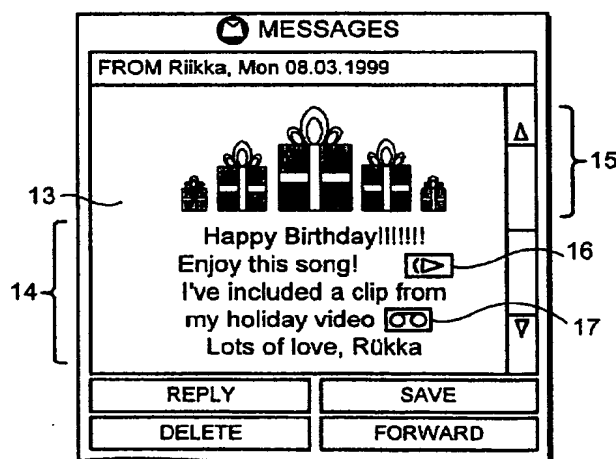 MESSAGES
FROM Riikka, Mon 08.03.1999
15
13
Happy Birthday!!!!!!!
Enjoy this song!
16
14
I've included a clip from
my holiday video
17
Lots of love, Rükka
REPLY SAVE
DELETE FORWARD